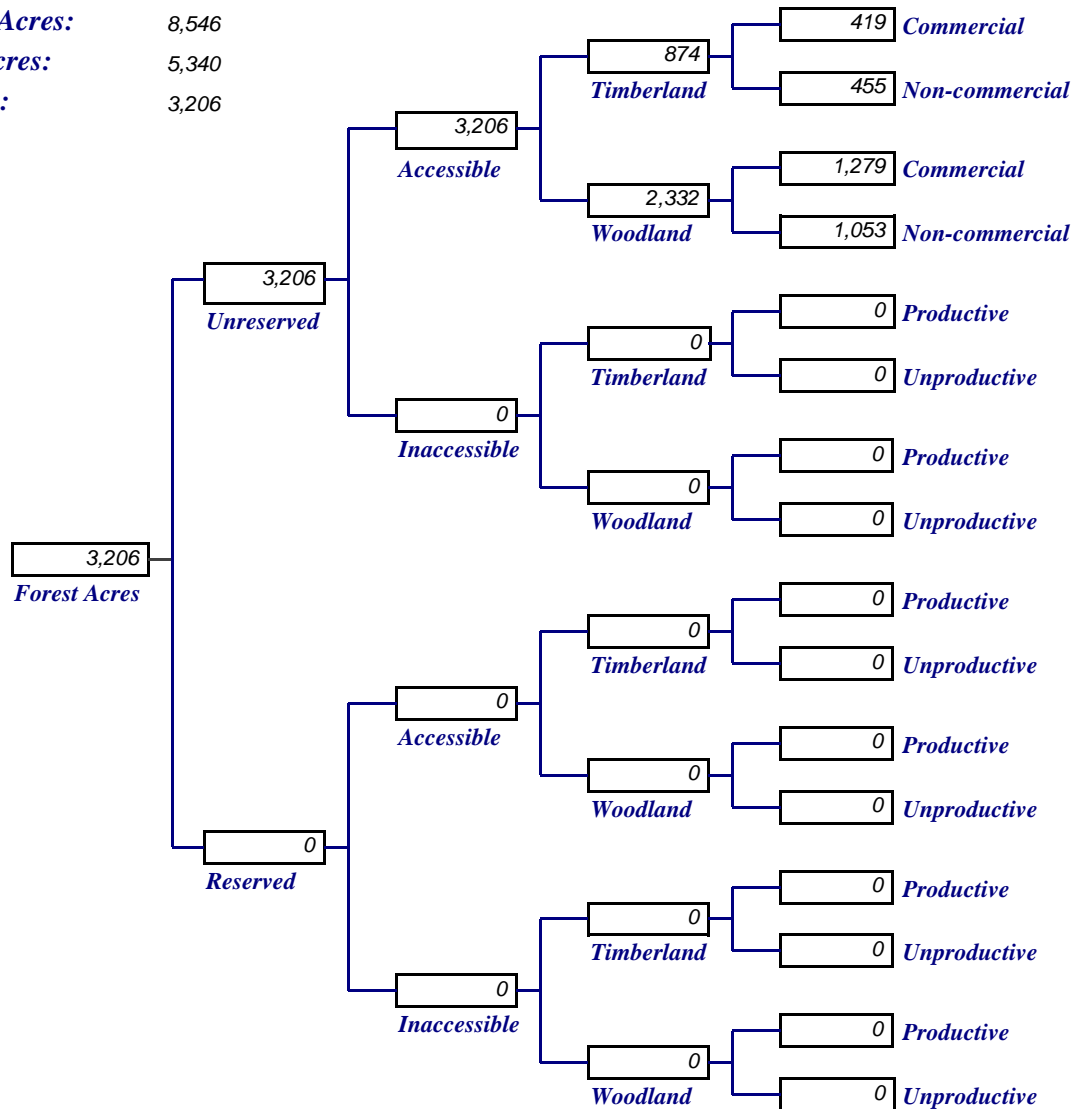 Acres: 8,546
cres: 5,340
: 3,206
419 Commercial
874
Timberland
455 Non-commercial
3,206
Accessible
1,279 Commercial
2,332
Woodland
1,053 Non-commercial
3,206
Unreserved
0 Productive
0
Timberland
0 Unproductive
0
Inaccessible
0 Productive
0
Woodland
0 Unproductive
3,206
Forest Acres
0 Productive
0
Timberland
0 Unproductive
0
Accessible
0 Productive
0
Woodland
0 Unproductive
0
Reserved
0 Productive
0
Timberland
0 Unproductive
0
Inaccessible
0 Productive
0
Woodland
0 Unproductive